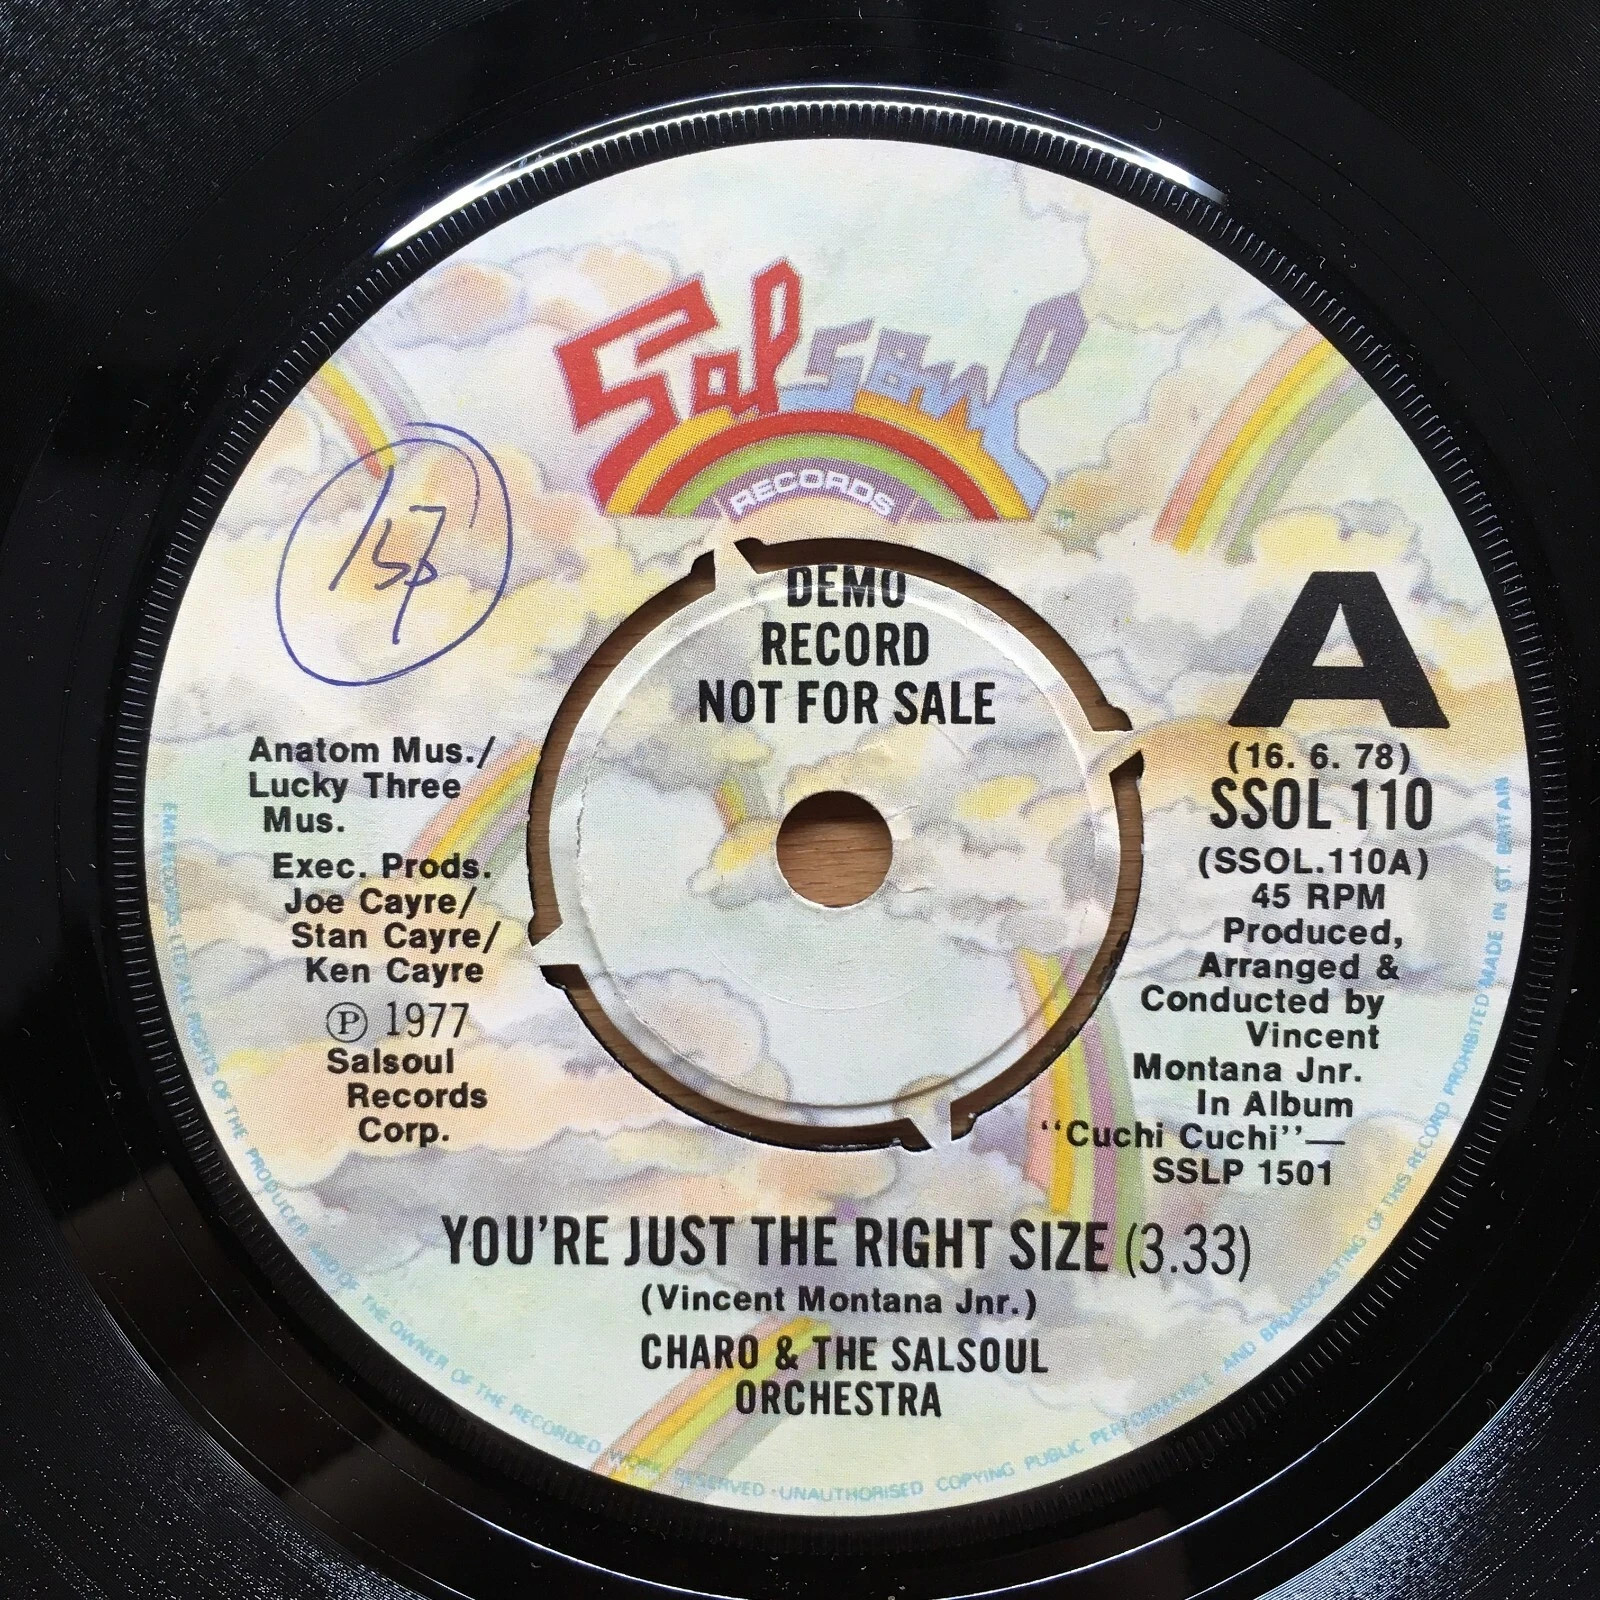 Salsoul
RECORDS
DEMO
RECORD
NOT FOR SALE
157
A
Anatom Mus./
Lucky Three
Mus.
Exec. Prods.
Joe Cayre/
Stan Cayre/
Ken Cayre
Ⓟ 1977
Salsoul
Records
Corp.
(16. 6. 78)
SSOL 110
(SSOL.110A)
45 RPM
Produced,
Arranged &
Conducted by
Vincent
Montana Jnr.
In Album
“Cuchi Cuchi”—
SSLP 1501
YOU'RE JUST THE RIGHT SIZE (3.33)
(Vincent Montana Jnr.)
CHARO & THE SALSOUL
ORCHESTRA
EMI RECORDS LTD ALL RIGHTS OF THE PRODUCER AND OF THE OWNER OF THE RECORDED WORK RESERVED · UNAUTHORISED COPYING PUBLIC PERFORMANCE AND BROADCASTING OF THIS RECORD PROHIBITED MADE IN GT. BRITAIN